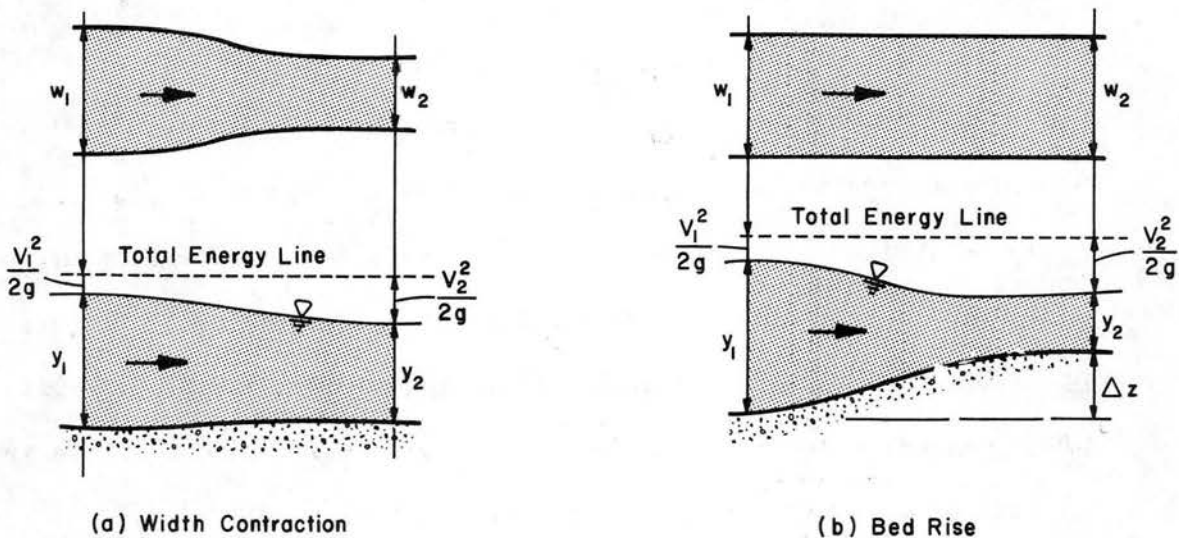 w₁
w₂
Total Energy Line
V₁²
2g
V₂²
2g
y₁
y₂
(a) Width Contraction
w₁
w₂
Total Energy Line
V₁²
2g
V₂²
2g
y₁
y₂
Δz
(b) Bed Rise